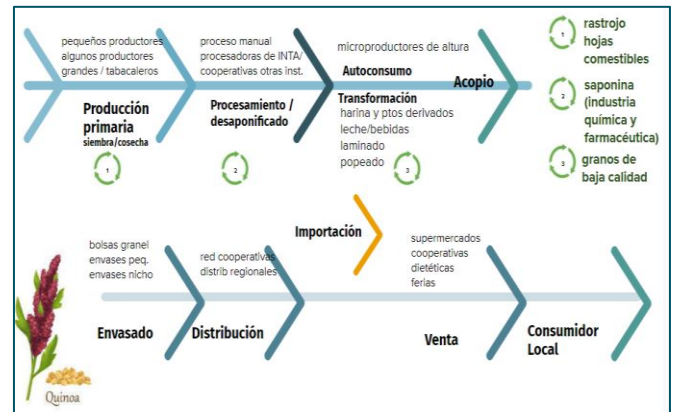 pequeños productores
algunos productores
grandes / tabacaleros
Producción
primaria
siembra/cosecha
1
proceso manual
procesadoras de INTA/
cooperativas otras inst.
Procesamiento /
desaponificado
2
microproductores de altura
Autoconsumo
Transformación
harina y ptos derivados
leche/bebidas
laminado
popeado
3
Acopio
1
rastrojo
hojas
comestibles
2
saponina
(industria
química y
farmacéutica)
3
granos de
baja calidad
Importación
bolsas granel
envases peq.
envases nicho
Envasado
red cooperativas
distrib regionales
Distribución
supermercados
cooperativas
dietéticas
ferias
Venta
Consumidor
Local
Quinoa